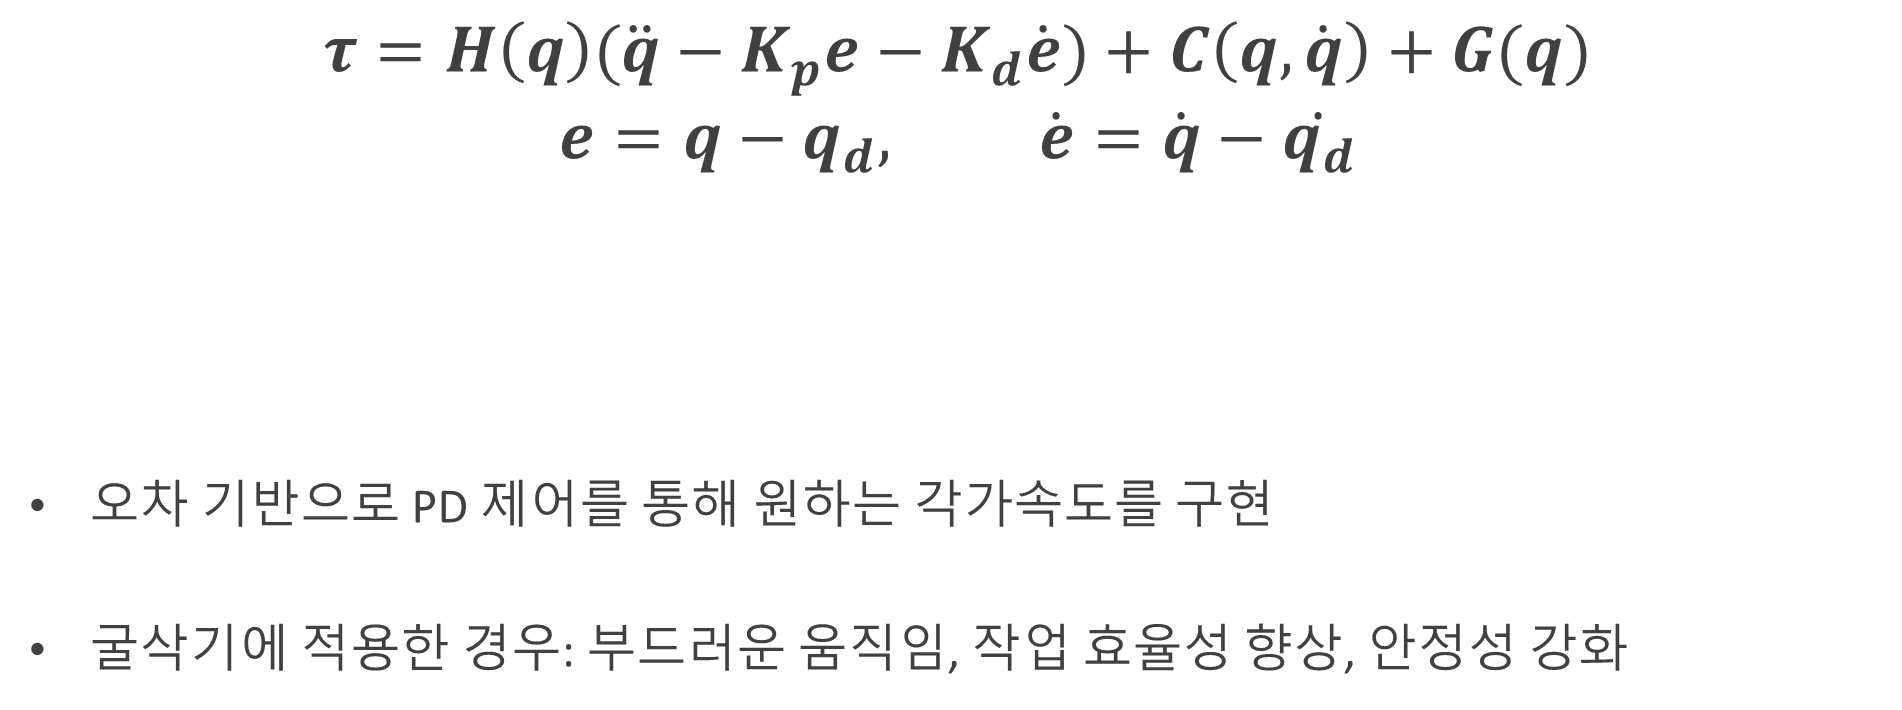 τ = H(q)(q̈ − K_p e − K_d ė) + C(q, q̇) + G(q)
e = q − q_d, ė = q̇ − q̇_d
• 오차 기반으로 PD 제어를 통해 원하는 각가속도를 구현
• 굴삭기에 적용한 경우: 부드러운 움직임, 작업 효율성 향상, 안정성 강화